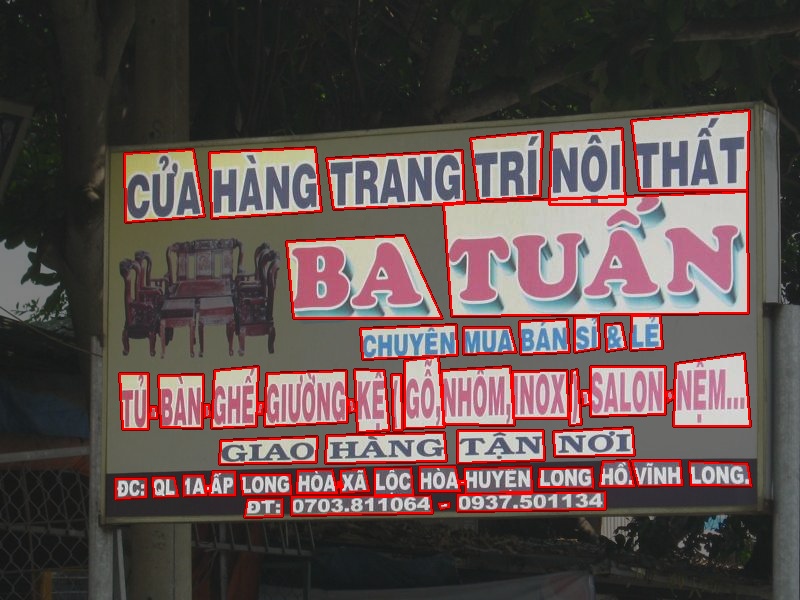 CỬA HÀNG TRANG TRÍ NỘI THẤT
BA TUẤN
CHUYÊN MUA BÁN SỈ & LẺ
TỦ - BÀN - GHẾ - GIƯỜNG - KỆ ( GỖ, NHÔM, INOX ) - SALON - NỆM...
GIAO HÀNG TẬN NƠI
ĐC: QL 1A - ẤP LONG HÒA - XÃ LỘC HÒA - HUYỆN LONG HỒ. VĨNH LONG.
ĐT: 0703.811064 - 0937.501134